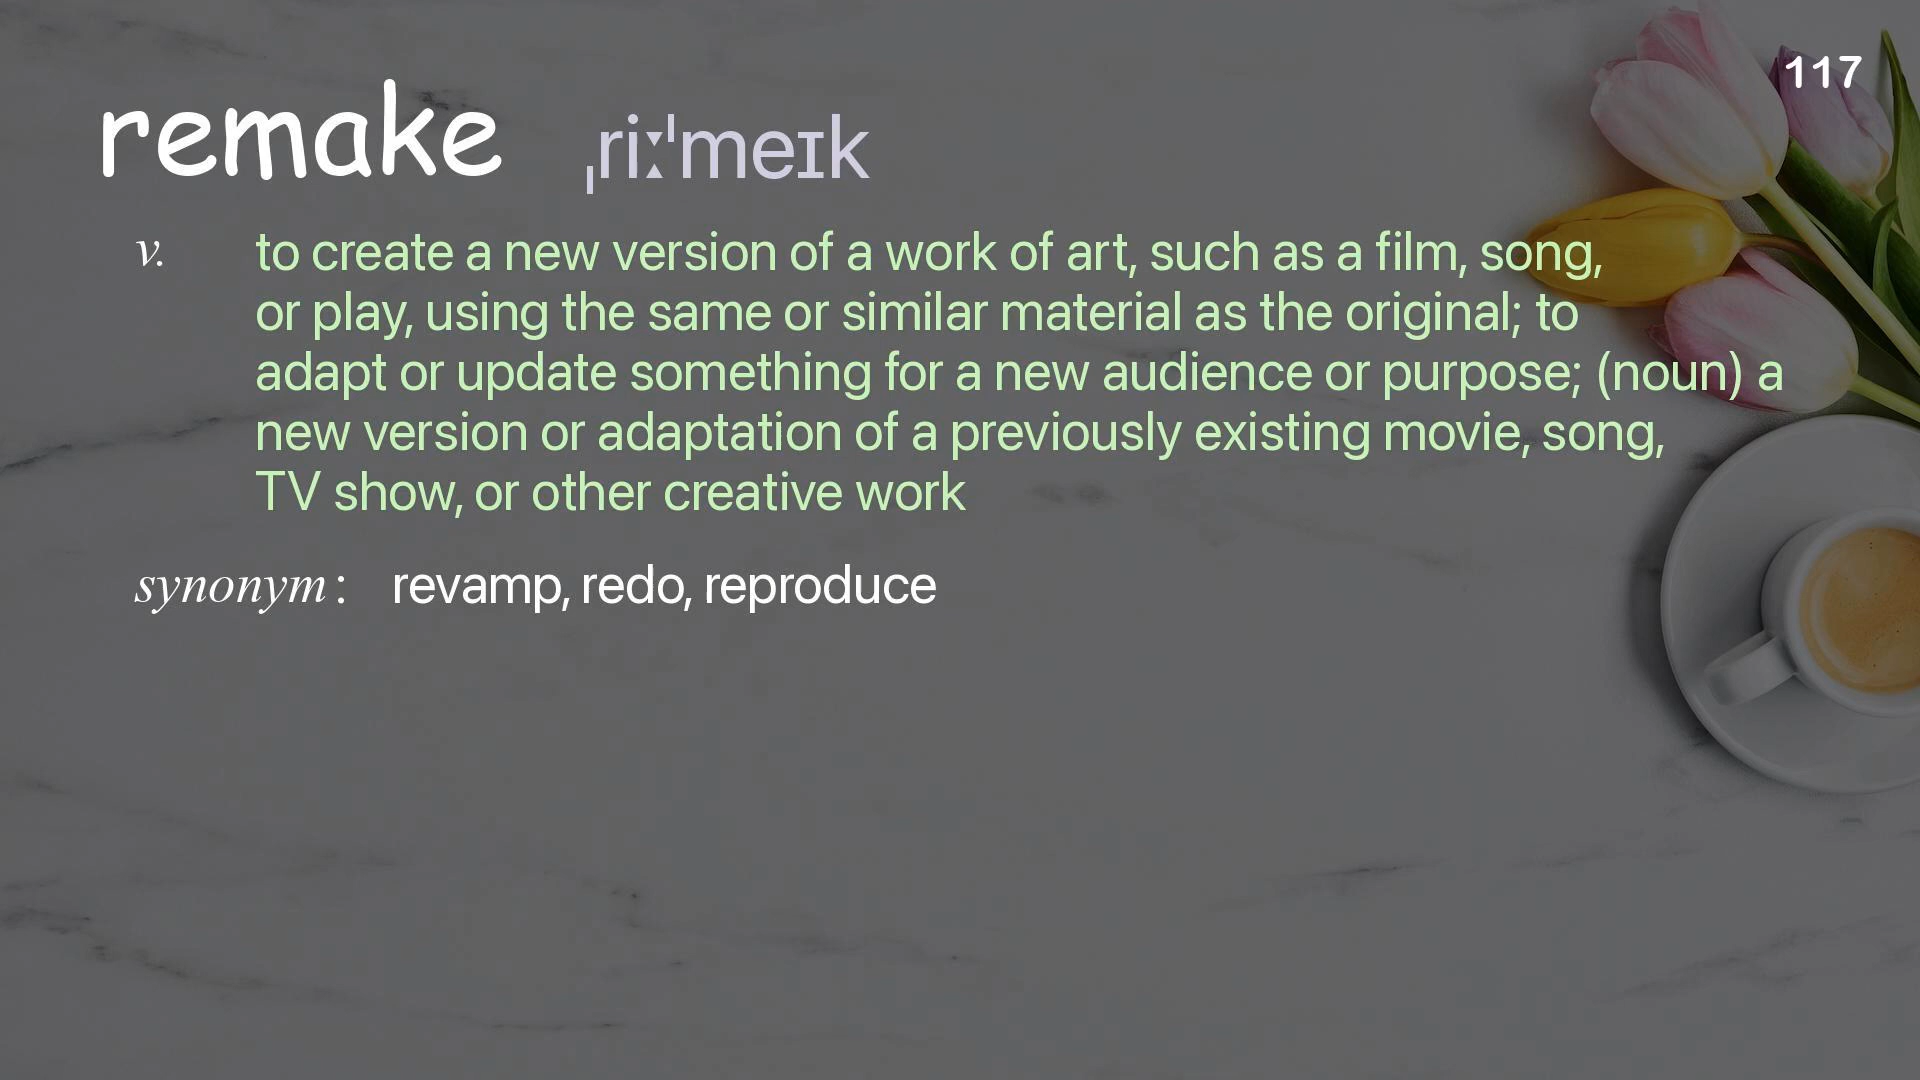 117
remake ˌriːˈmeɪk
v. to create a new version of a work of art, such as a film, song,
or play, using the same or similar material as the original; to
adapt or update something for a new audience or purpose; (noun) a
new version or adaptation of a previously existing movie, song,
TV show, or other creative work
synonym: revamp, redo, reproduce